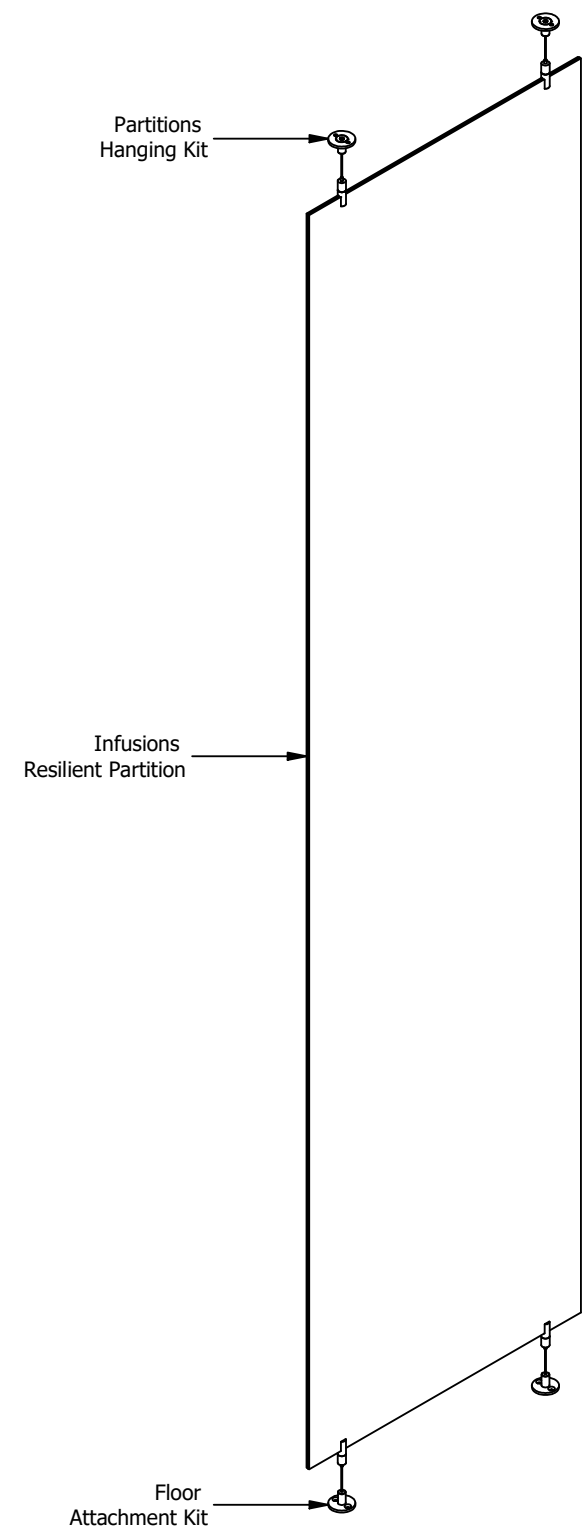 Partitions
Hanging Kit
Infusions
Resilient Partition
Floor
Attachment Kit